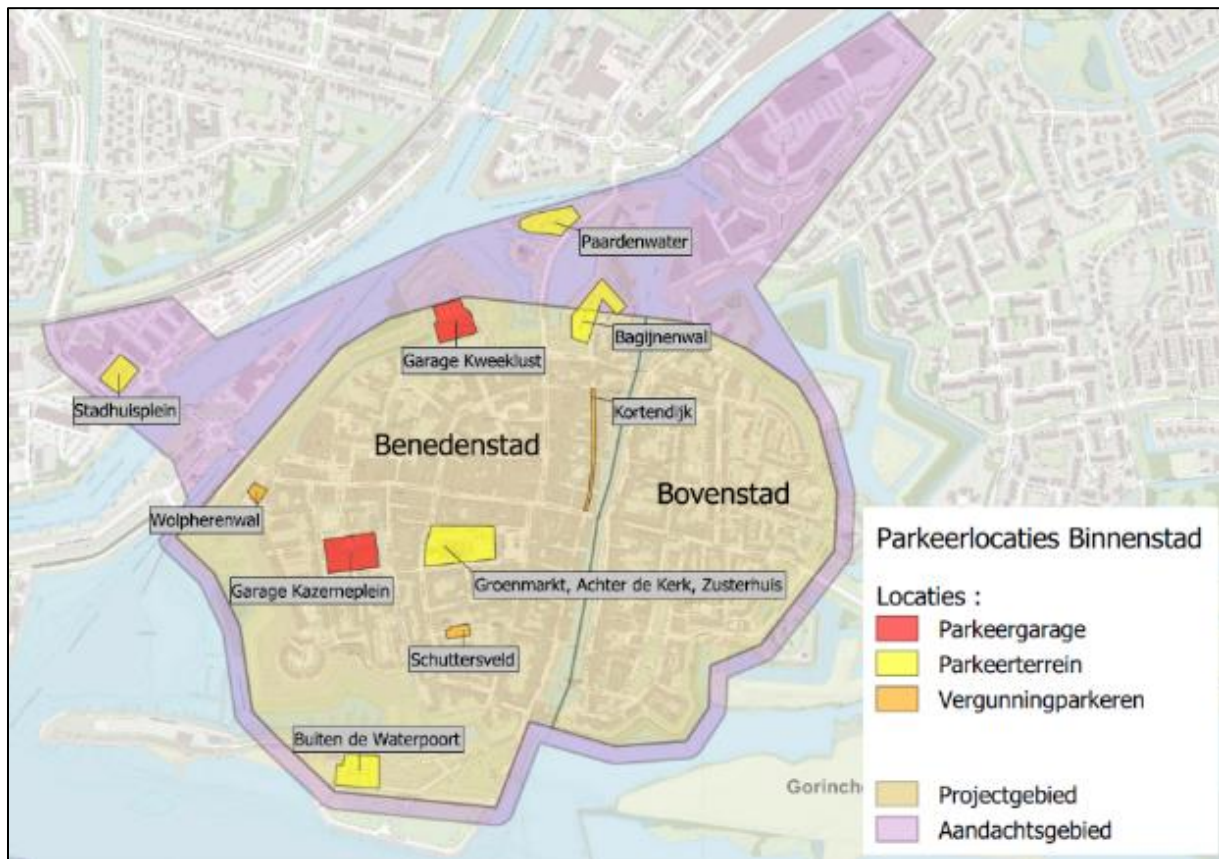 Paardenwater
Bagijnenwal
Garage Kweeklust
Stadhuisplein
Kortendijk
Benedenstad
Bovenstad
Wolpherenwal
Garage Kazerneplein
Groenmarkt, Achter de Kerk, Zusterhuis
Schuttersveld
Buiten de Waterpoort
Gorinche
Parkeerlocaties Binnenstad
Locaties :
Parkeergarage
Parkeerterrein
Vergunningparkeren
Projectgebied
Aandachtsgebied